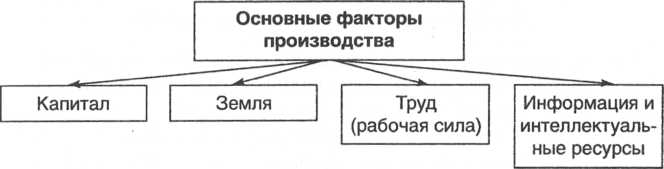 Основные факторы
производства
Капитал
Земля
Труд
(рабочая сила)
Информация и
интеллектуаль-
ные ресурсы